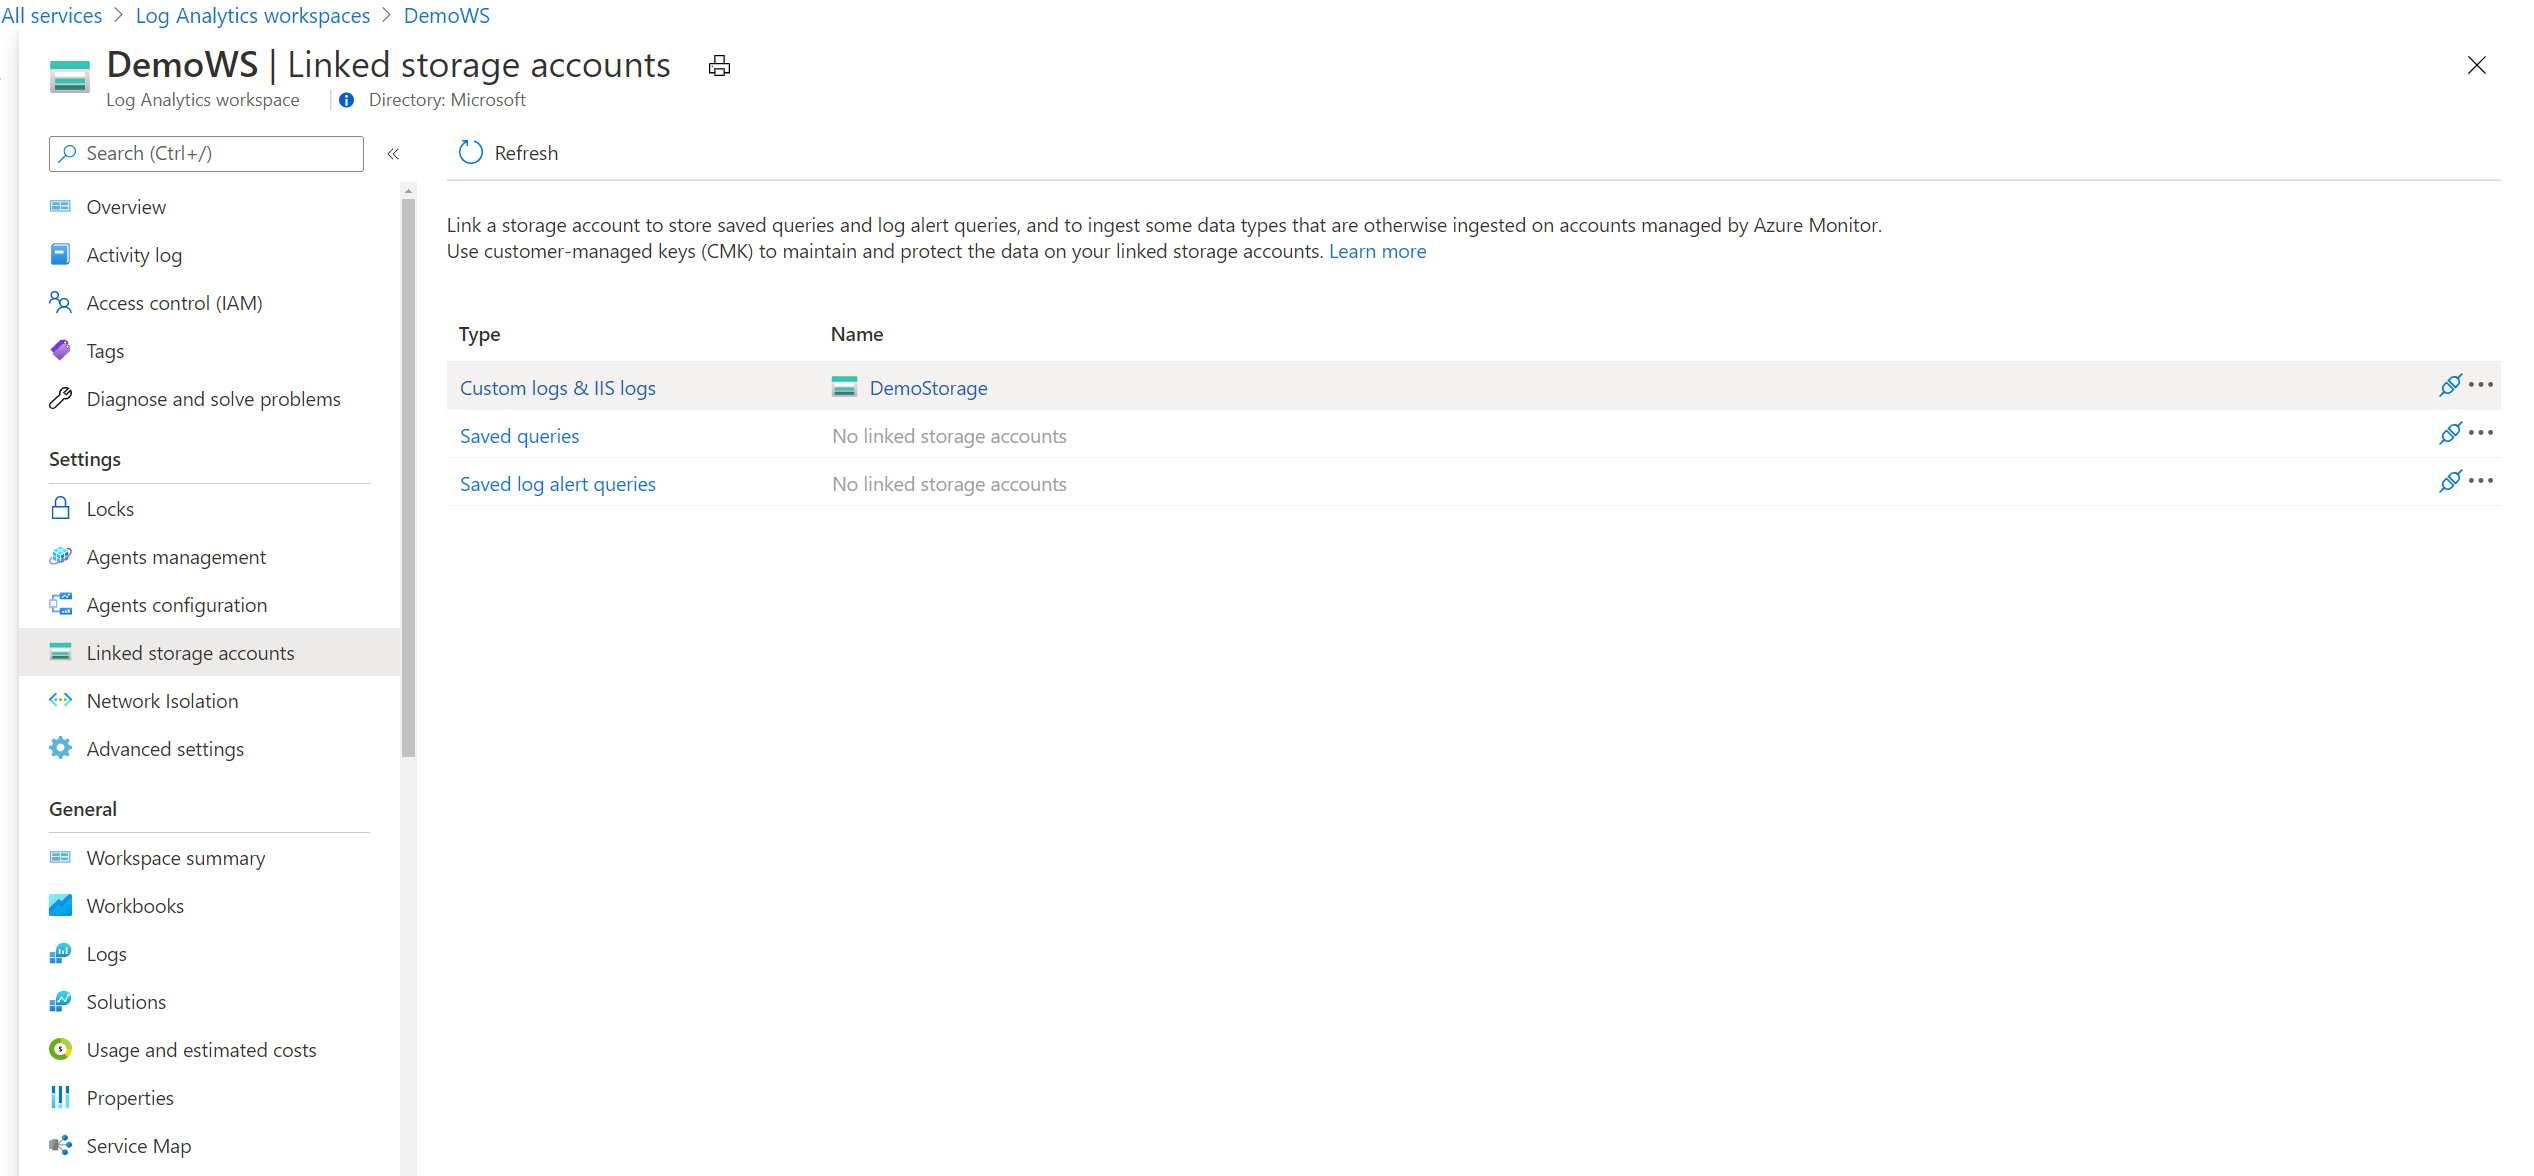 All services > Log Analytics workspaces > DemoWS
DemoWS | Linked storage accounts
Log Analytics workspace | Directory: Microsoft
Search (Ctrl+/)
«
Refresh
Overview
Activity log
Access control (IAM)
Tags
Diagnose and solve problems
Settings
Locks
Agents management
Agents configuration
Linked storage accounts
Network Isolation
Advanced settings
General
Workspace summary
Workbooks
Logs
Solutions
Usage and estimated costs
Properties
Service Map
Link a storage account to store saved queries and log alert queries, and to ingest some data types that are otherwise ingested on accounts managed by Azure Monitor.
Use customer-managed keys (CMK) to maintain and protect the data on your linked storage accounts. Learn more
Type Name
Custom logs & IIS logs DemoStorage
Saved queries No linked storage accounts
Saved log alert queries No linked storage accounts